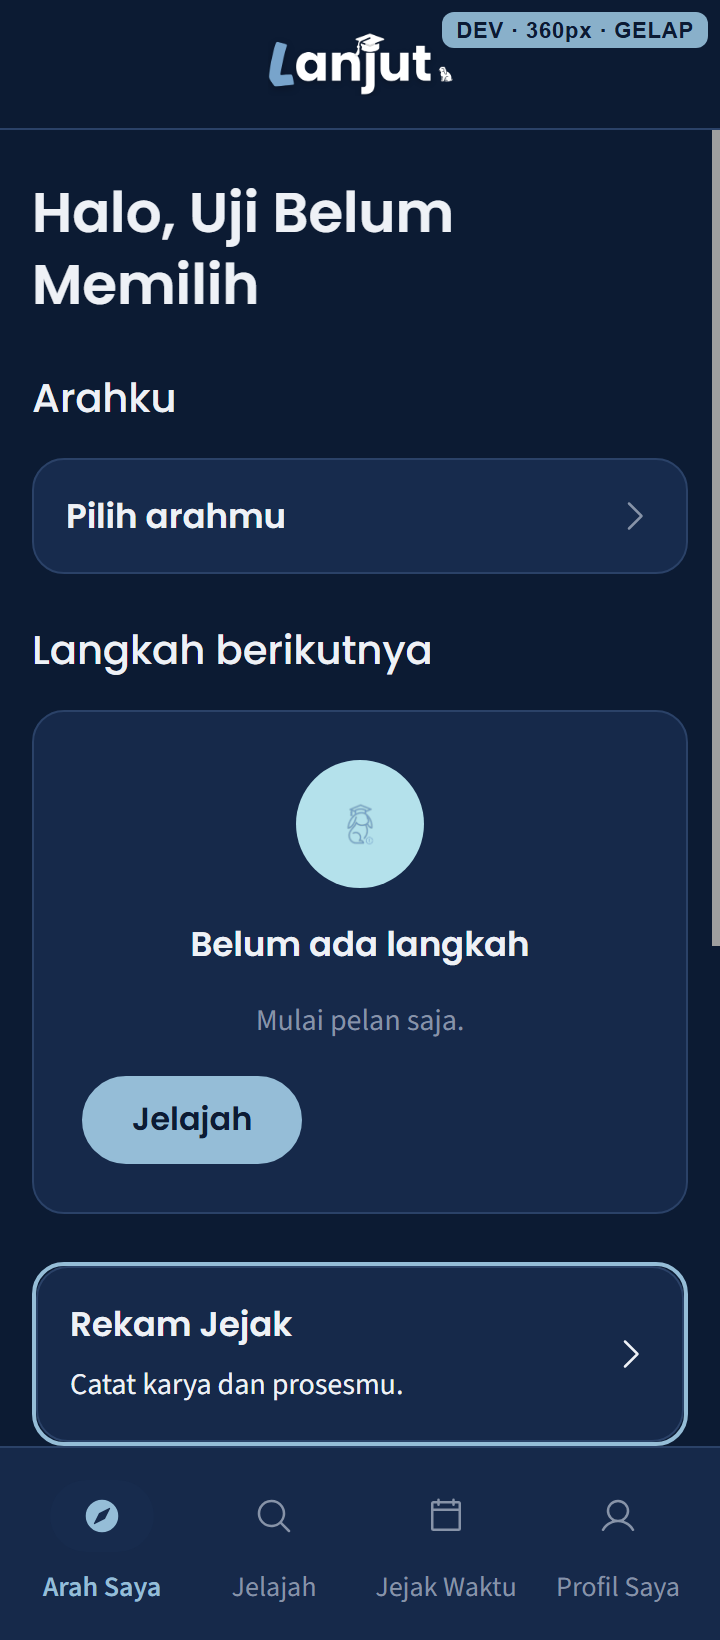 DEV · 360px · GELAP
Lanjut
Halo, Uji Belum
Memilih
Arahku
Pilih arahmu
Langkah berikutnya
Belum ada langkah
Mulai pelan saja.
Jelajah
Rekam Jejak
Catat karya dan prosesmu.
Arah Saya
Jelajah
Jejak Waktu
Profil Saya